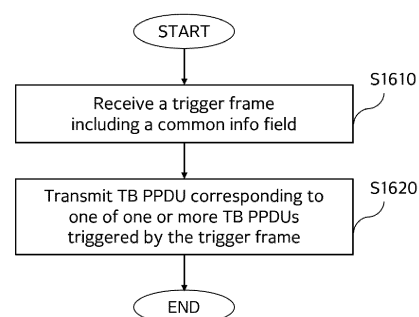 START
S1610
Receive a trigger frame
including a common info field
S1620
Transmit TB PPDU corresponding to
one of one or more TB PPDUs
triggered by the trigger frame
END